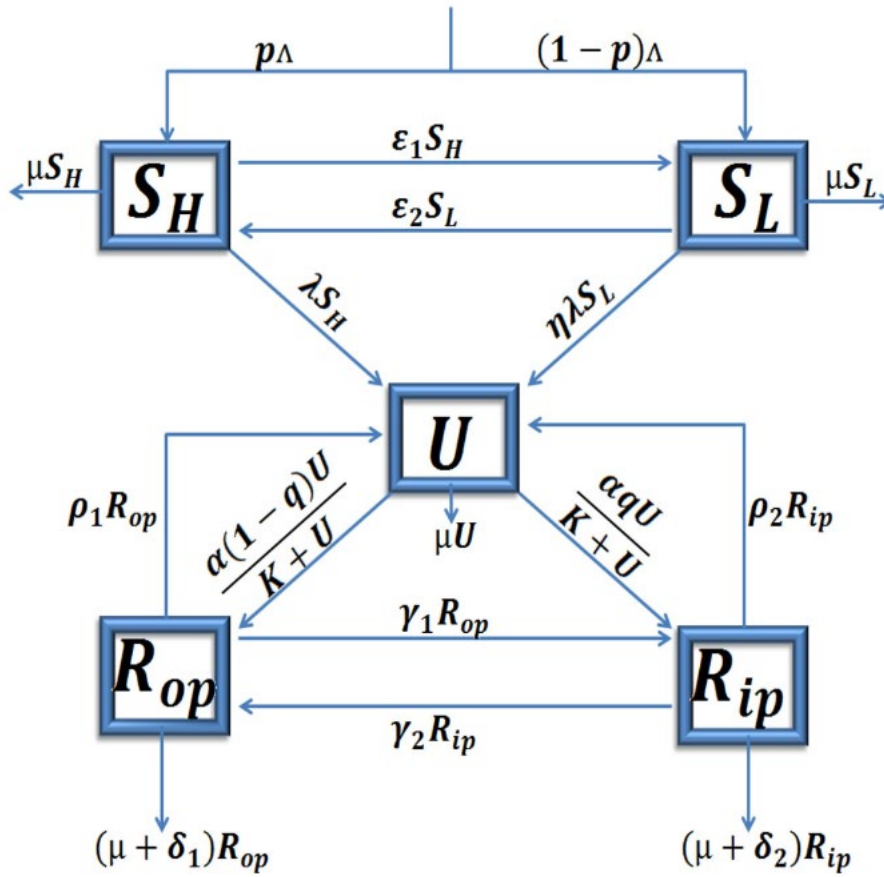 pΛ
(1 − p)Λ
ε₁S_H
μS_H
S_H
S_L
μS_L
ε₂S_L
λS_H
ηλS_L
U
ρ₁R_op
α(1 − q)U
K + U
μU
αqU
K + U
ρ₂R_ip
γ₁R_op
R_op
R_ip
γ₂R_ip
(μ + δ₁)R_op
(μ + δ₂)R_ip